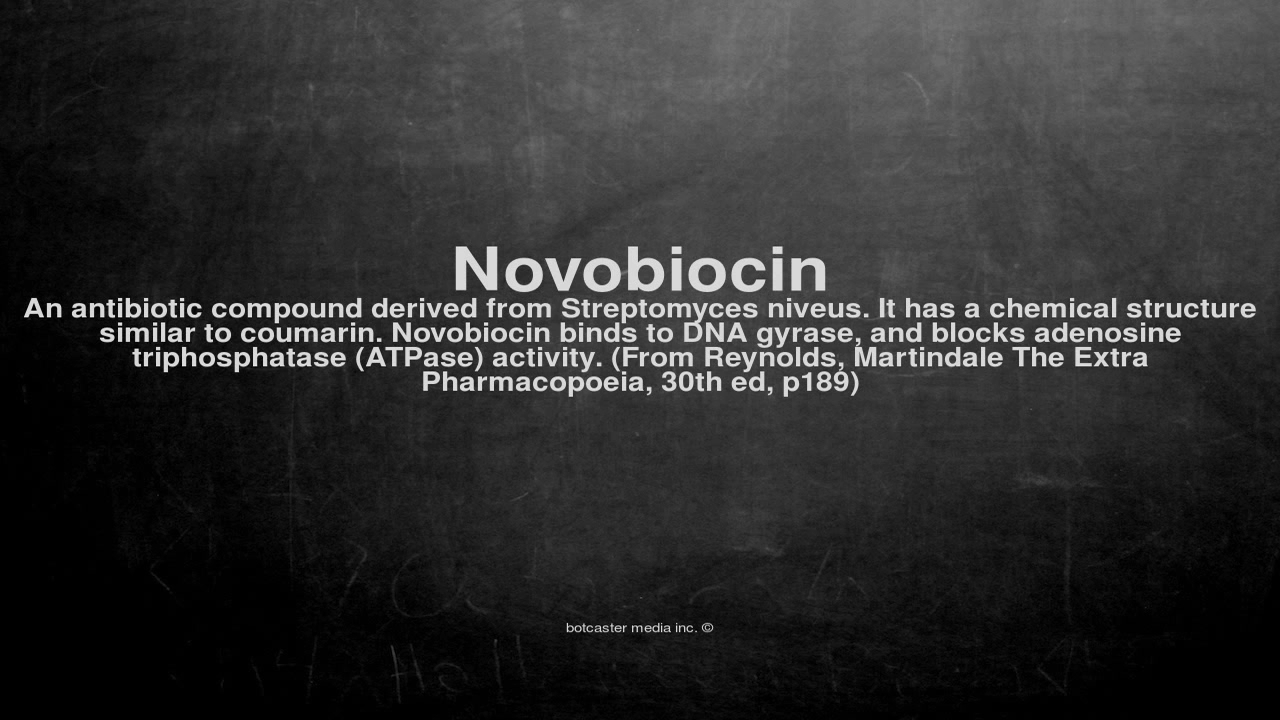 Novobiocin
An antibiotic compound derived from Streptomyces niveus. It has a chemical structure
similar to coumarin. Novobiocin binds to DNA gyrase, and blocks adenosine
triphosphatase (ATPase) activity. (From Reynolds, Martindale The Extra
Pharmacopoeia, 30th ed, p189)
botcaster media inc. ©